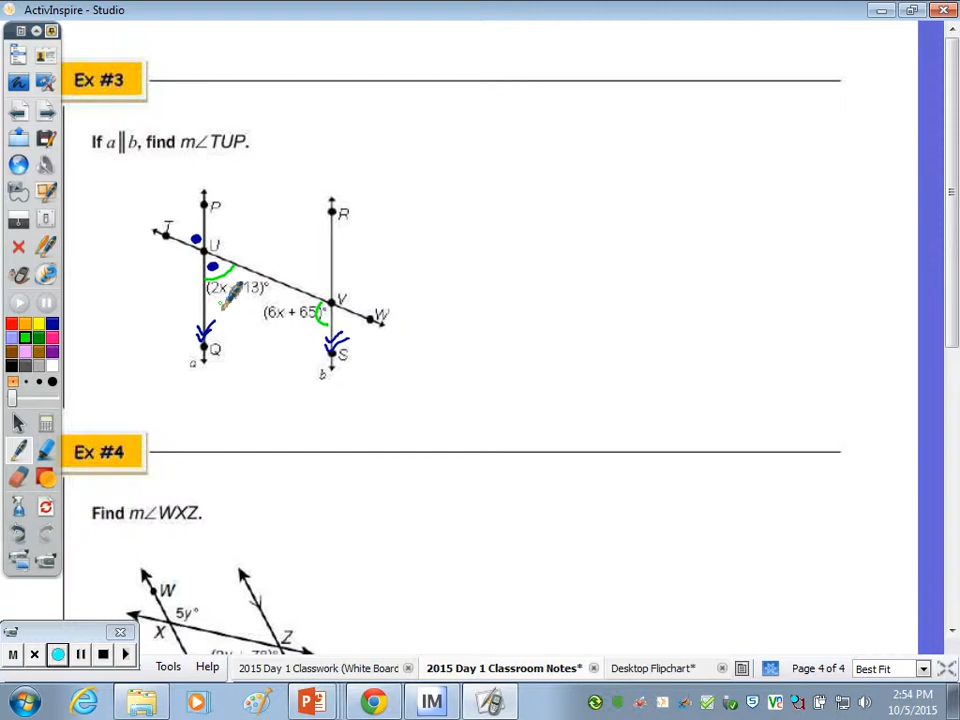 ActivInspire - Studio
Ex #3
If a∥b, find m∠TUP.
T
P
U
R
(2x 13)°
(6x + 65)°
V
W
Q
S
a
b
Ex #4
Find m∠WXZ.
W
5y°
X
Z
M
Tools
Help
2015 Day 1 Classwork (White Boarc
2015 Day 1 Classroom Notes*
Desktop Flipchart*
Page 4 of 4
Best Fit
P
IM
2:54 PM
10/5/2015